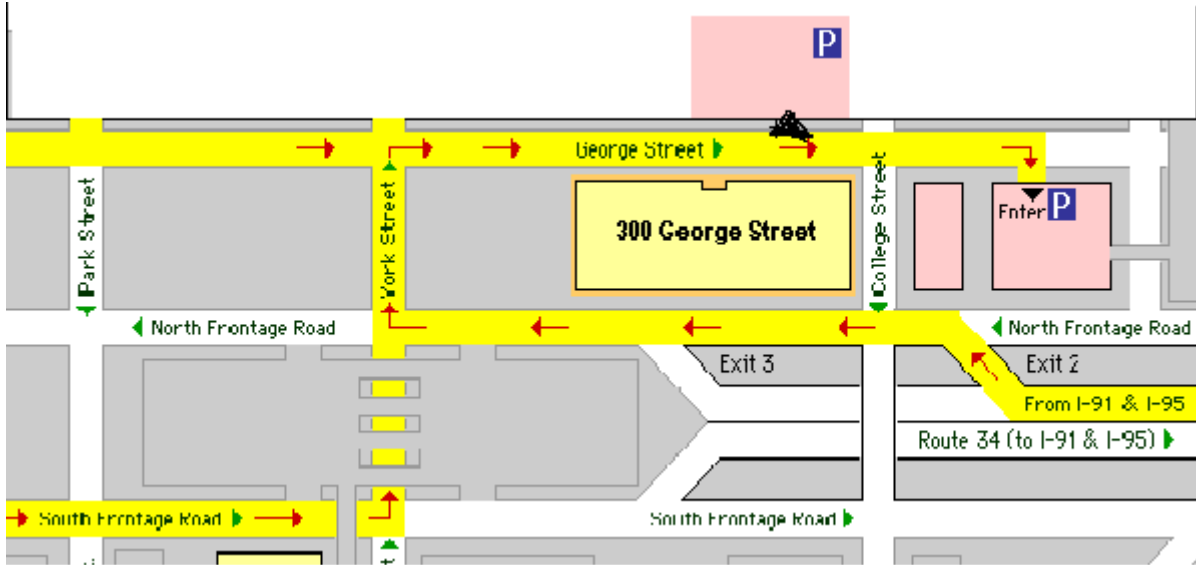 P
George Street
Park Street
Work Street
College Street
Enter P
300 George Street
North Frontage Road
North Frontage Road
Exit 3
Exit 2
From I-91 & I-95
Route 34 (to I-91 & I-95)
South Frontage Road
South Frontage Road